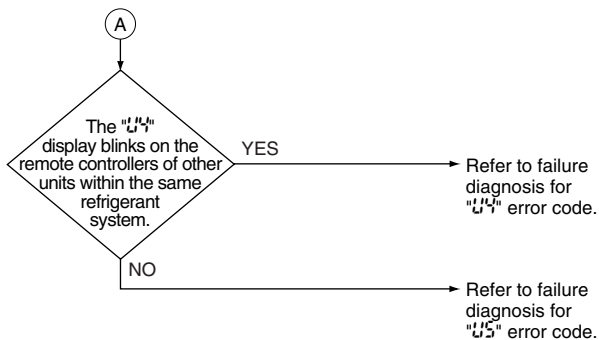 A
The "U4"
display blinks on the
remote controllers of other
units within the same
refrigerant
system.
YES
Refer to failure
diagnosis for
"U4" error code.
NO
Refer to failure
diagnosis for
"U5" error code.